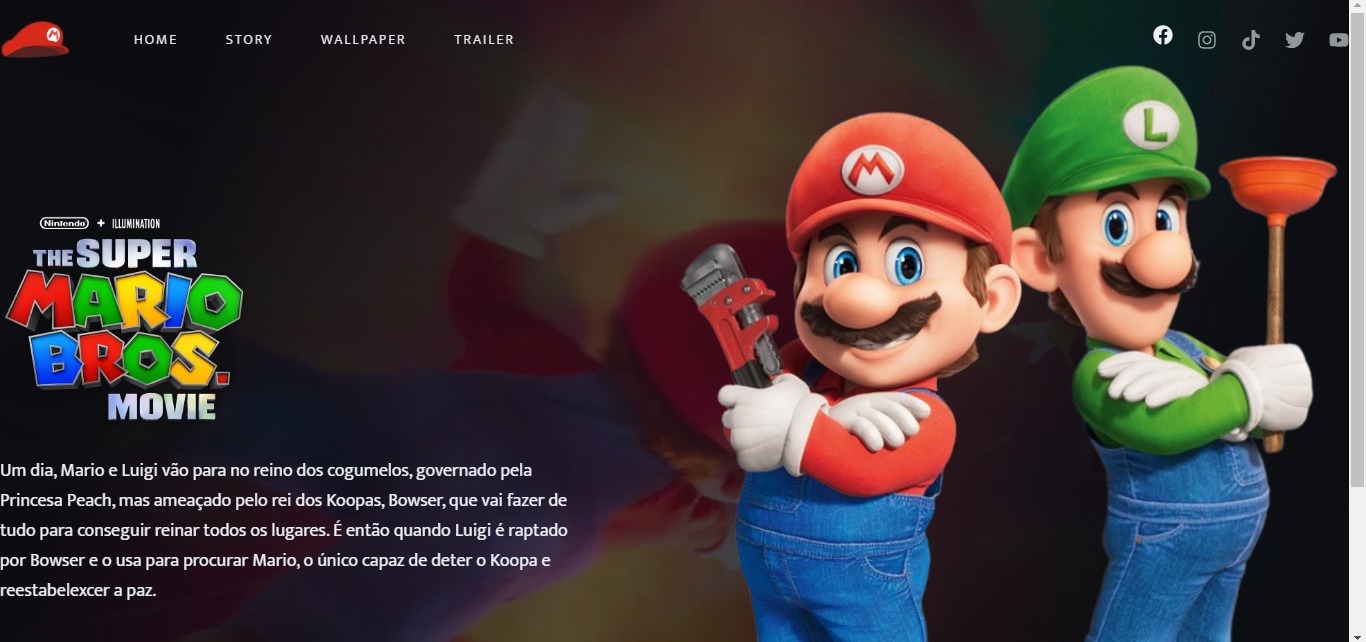 HOME STORY WALLPAPER TRAILER
Nintendo + ILLUMINATION
THE SUPER
MARIO
BROS.
MOVIE
M
L
Um dia, Mario e Luigi vão para no reino dos cogumelos, governado pela
Princesa Peach, mas ameaçado pelo rei dos Koopas, Bowser, que vai fazer de
tudo para conseguir reinar todos os lugares. É então quando Luigi é raptado
por Bowser e o usa para procurar Mario, o único capaz de deter o Koopa e
reestabelexcer a paz.